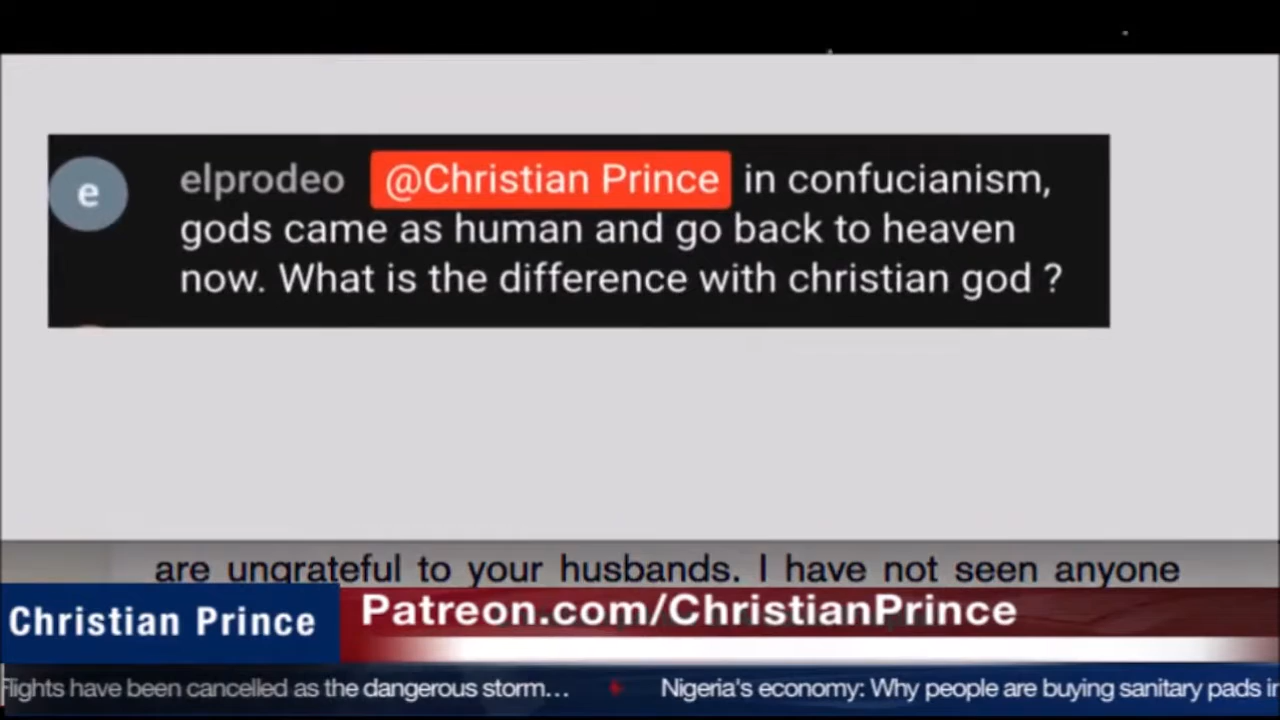 e
elprodeo @Christian Prince in confucianism,
gods came as human and go back to heaven
now. What is the difference with christian god ?
are ungrateful to your husbands. I have not seen anyone
Christian Prince
Patreon.com/ChristianPrince
Flights have been cancelled as the dangerous storm... Nigeria's economy: Why people are buying sanitary pads in